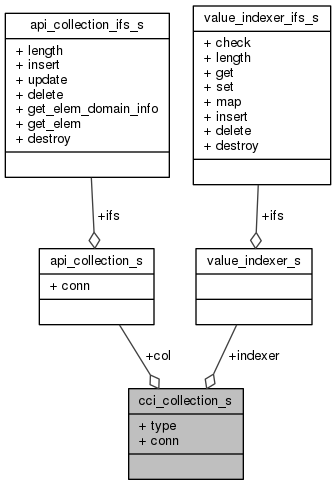 api_collection_ifs_s
+ length
+ insert
+ update
+ delete
+ get_elem_domain_info
+ get_elem
+ destroy
value_indexer_ifs_s
+ check
+ length
+ get
+ set
+ map
+ insert
+ delete
+ destroy
+ifs
+ifs
api_collection_s
+ conn
value_indexer_s
+col
+indexer
cci_collection_s
+ type
+ conn